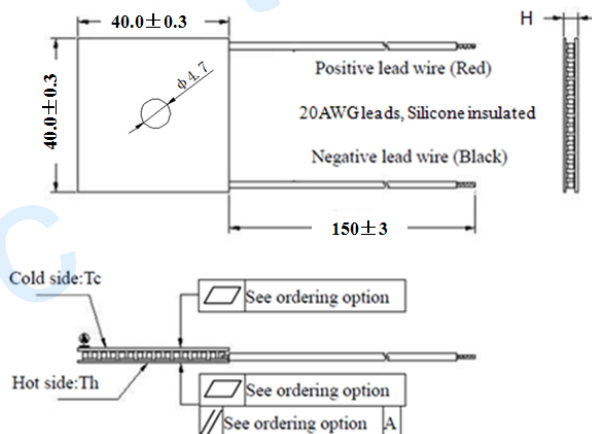 40.0±0.3
H
40.0±0.3
ϕ4.7
Positive lead wire (Red)
20AWG leads, Silicone insulated
Negative lead wire (Black)
150±3
Cold side:Tc
See ordering option
Hot side:Th
See ordering option
See ordering option A